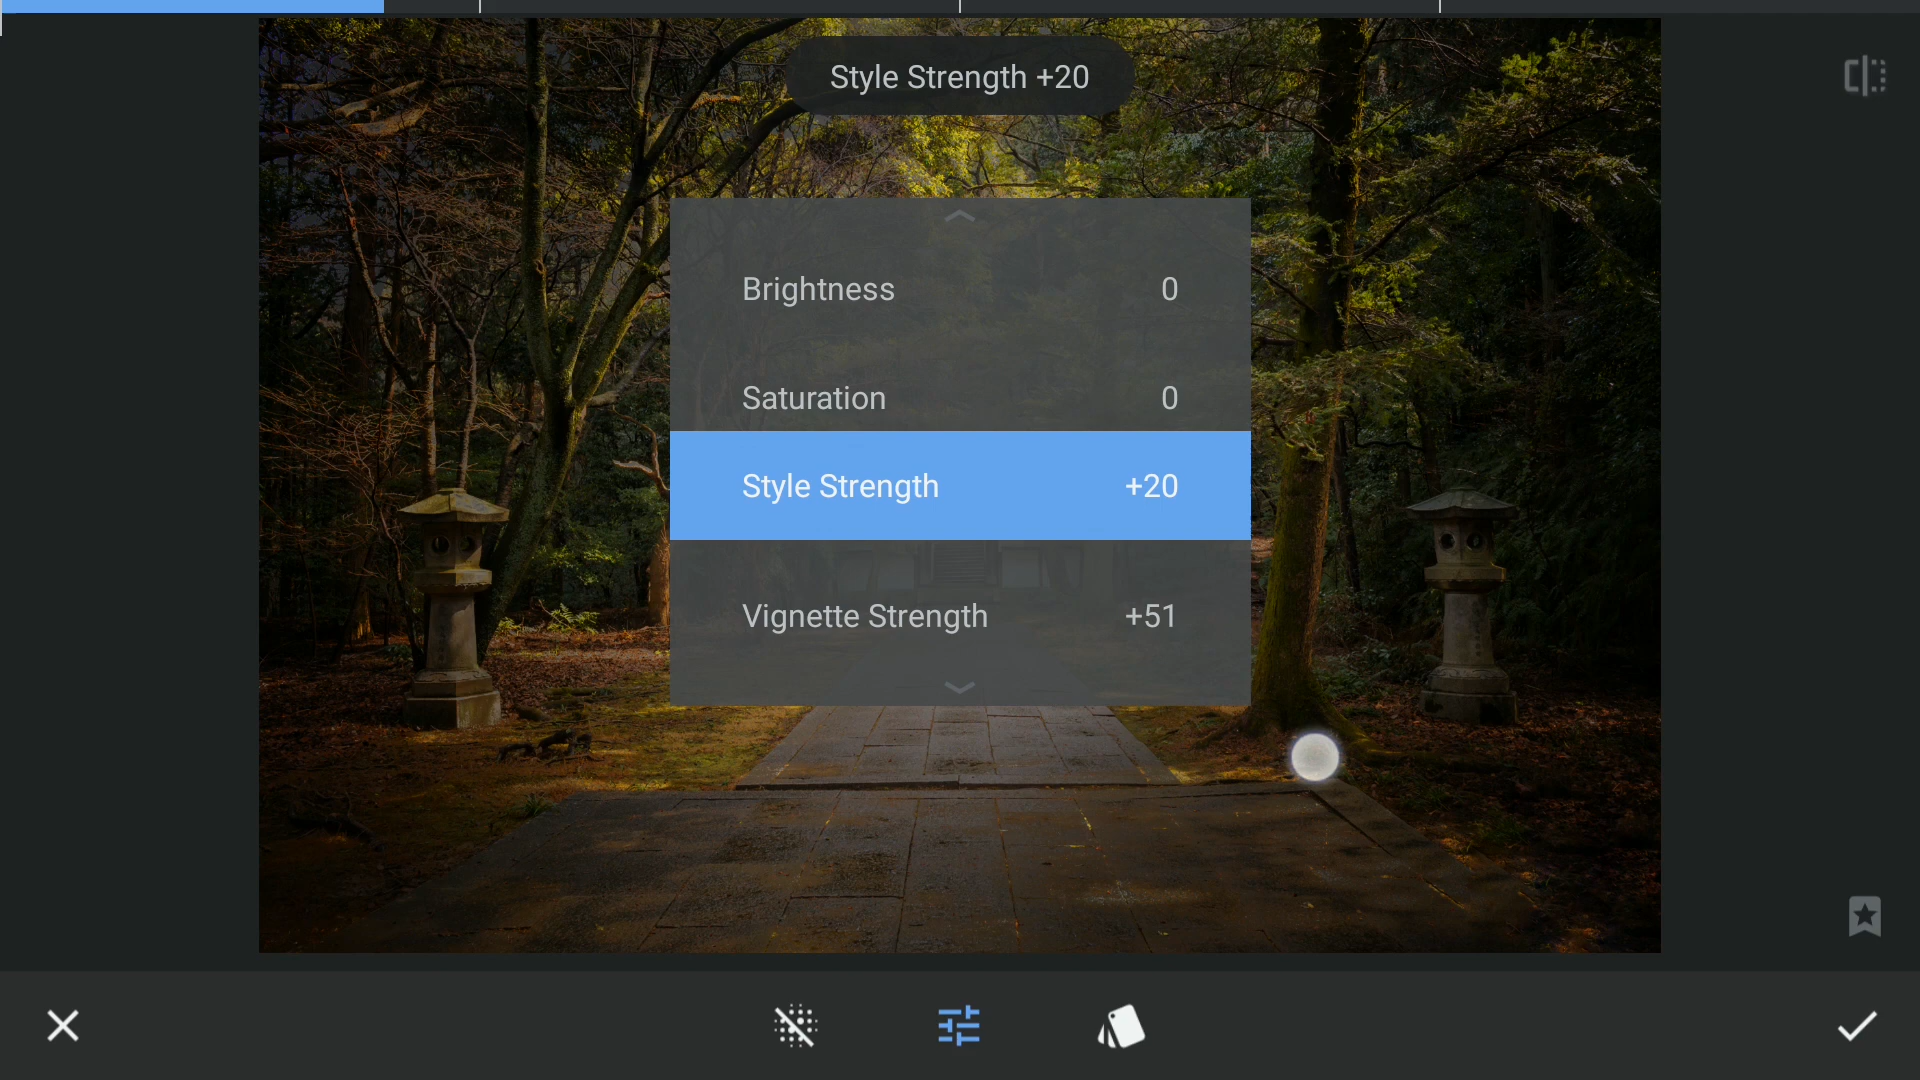 Style Strength +20
Brightness 0
Saturation 0
Style Strength +20
Vignette Strength +51